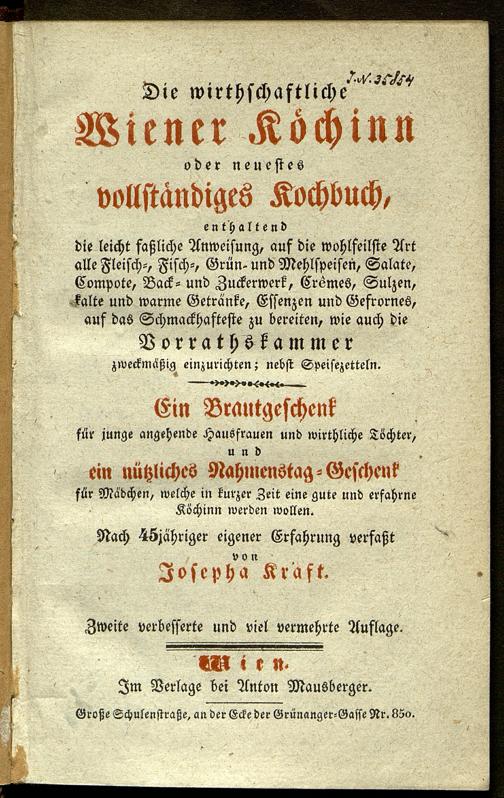 J.N. 35854
Die wirthschaftliche
Wiener Köchinn
oder neuestes
vollständiges Kochbuch,
enthaltend
die leicht faßliche Anweisung, auf die wohlfeilste Art
alle Fleisch-, Fisch-, Grün- und Mehlspeisen, Salate,
Compote, Back- und Zuckerwerk, Crêmes, Sulzen,
kalte und warme Getränke, Essenzen und Gefrornes,
auf das Schmackhafteste zu bereiten, wie auch die
Vorrathskammer
zweckmäßig einzurichten; nebst Speisezetteln.
Ein Brautgeschenk
für junge angehende Hausfrauen und wirthliche Töchter,
und
ein nützliches Nahmenstag-Geschenk
für Mädchen, welche in kurzer Zeit eine gute und erfahrne
Köchinn werden wollen.
Nach 45jähriger eigener Erfahrung verfaßt
von
Josepha Kraft.
Zweite verbesserte und viel vermehrte Auflage.
Wien.
Im Verlage bei Anton Mausberger.
Große Schulenstraße, an der Ecke der Grünanger-Gasse Nr. 850.